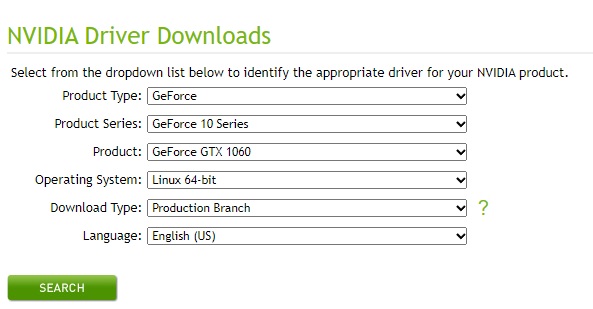 NVIDIA Driver Downloads
Select from the dropdown list below to identify the appropriate driver for your NVIDIA product.
Product Type: GeForce
Product Series: GeForce 10 Series
Product: GeForce GTX 1060
Operating System: Linux 64-bit
Download Type: Production Branch ?
Language: English (US)
SEARCH